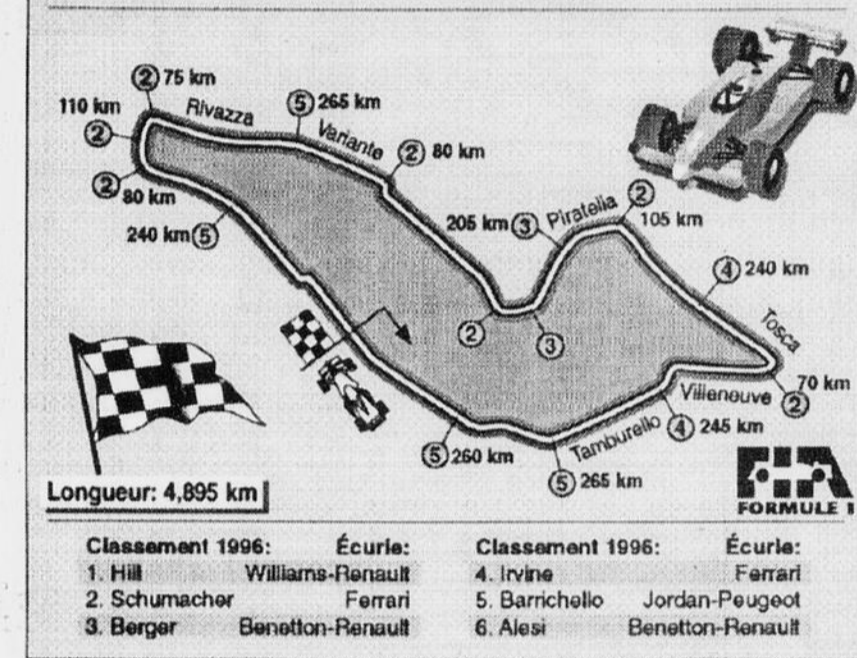 ② 75 km
110 km
②
Rivazza
⑤ 265 km
Variante
② 80 km
②
80 km
240 km ⑤
205 km ③
Piratella
②
105 km
④ 240 km
Tosca
②
③
70 km
②
Villeneuve
④ 245 km
Tamburello
⑤ 260 km
⑤ 265 km
Longueur: 4,895 km
FIA
FORMULE 1
Classement 1996: Écurie:
1. Hill Williams-Renault
2. Schumacher Ferrari
3. Berger Benetton-Renault
Classement 1996: Écurie:
4. Irvine Ferrari
5. Barrichello Jordan-Peugeot
6. Alesi Benetton-Renault